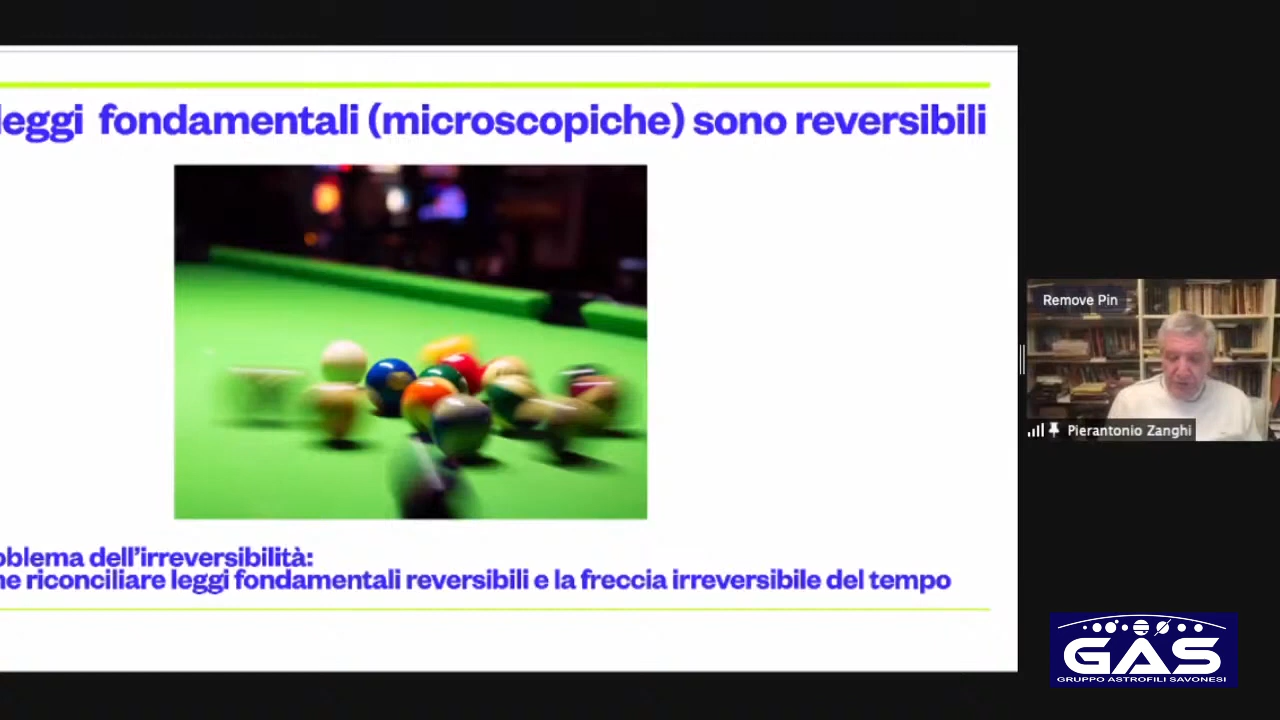 leggi fondamentali (microscopiche) sono reversibili
oblema dell'irreversibilità:
ne riconciliare leggi fondamentali reversibili e la freccia irreversibile del tempo
Remove Pin
Pierantonio Zanghi
GAS
GRUPPO ASTROFILI SAVONESI